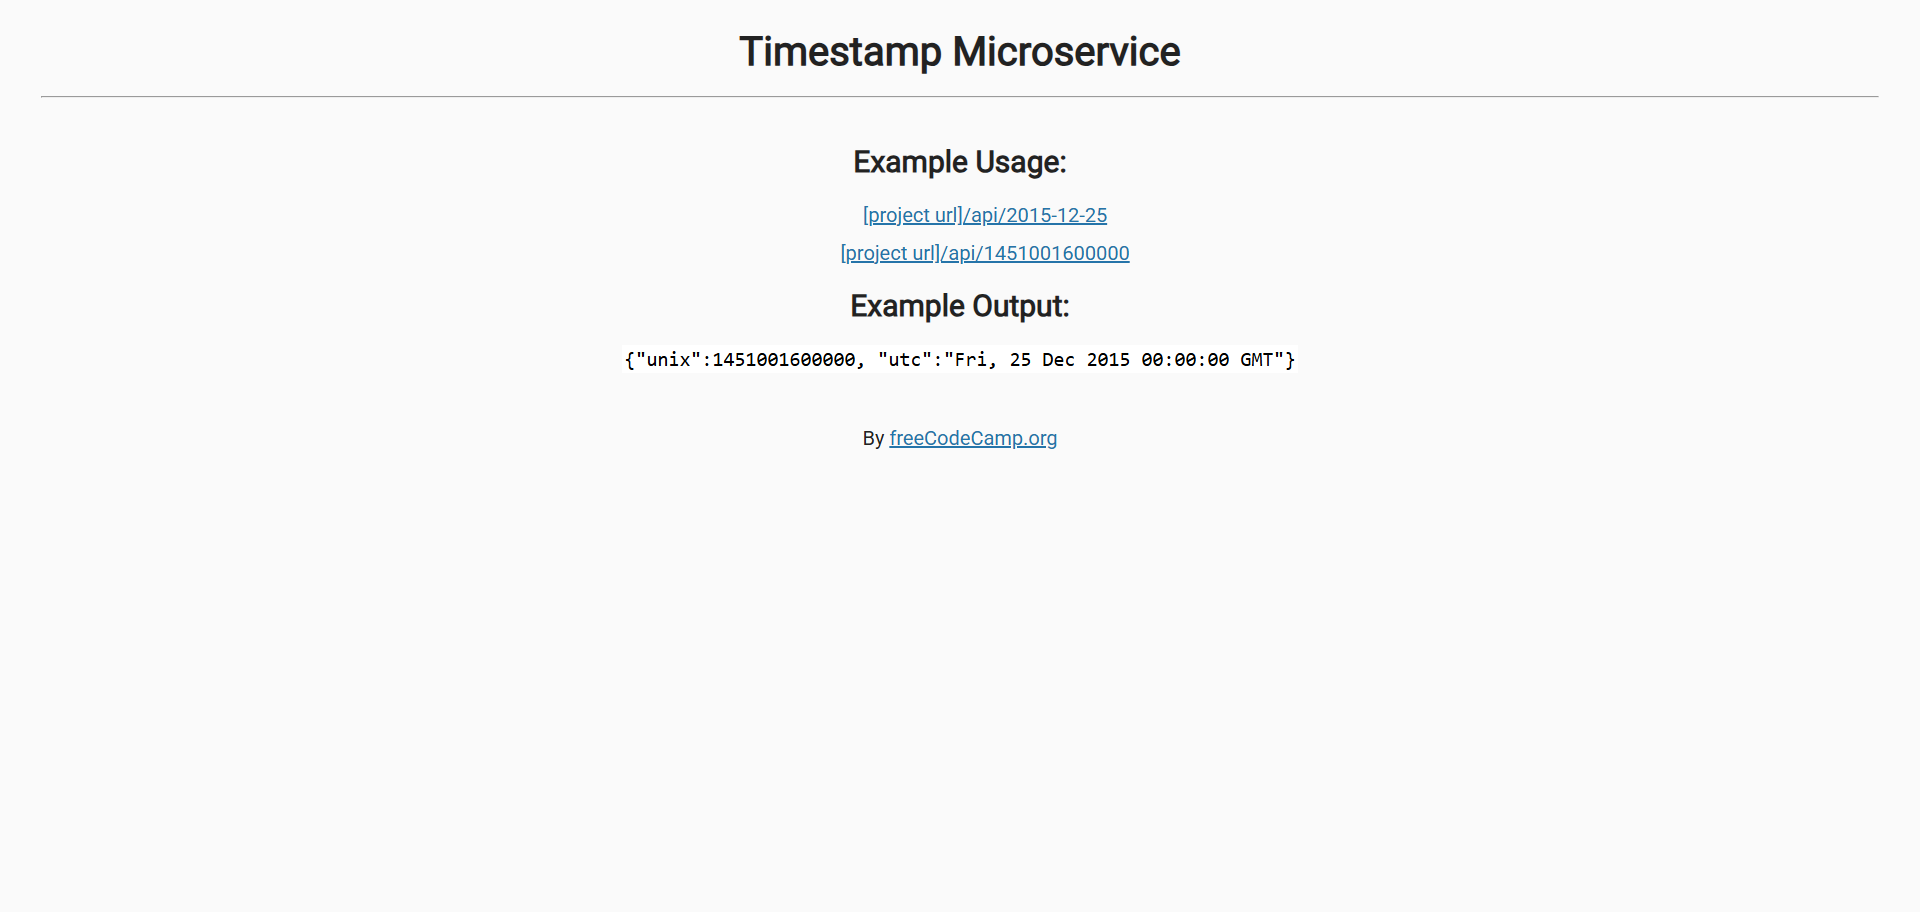 Timestamp Microservice
Example Usage:
[project url]/api/2015-12-25
[project url]/api/1451001600000
Example Output:
{"unix":1451001600000, "utc":"Fri, 25 Dec 2015 00:00:00 GMT"}
By freeCodeCamp.org